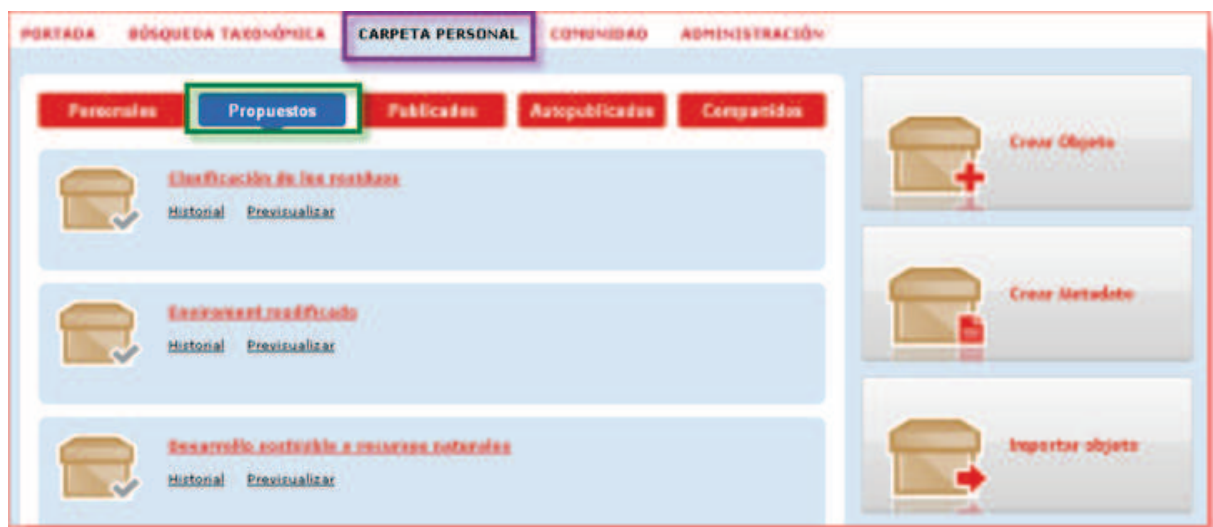 PORTADA BÚSQUEDA TAXONÓMICA CARPETA PERSONAL COMUNIDAD ADMINISTRACIÓN
Personales Propuestos Publicados Autopublicados Compartidos
Clasificación de los residuos
Historial Previsualizar
Crear Objeto
modificado
Historial Previsualizar
Crear Metadato
Desarrollo sostenible e recursos naturales
Historial Previsualizar
Importar objeto